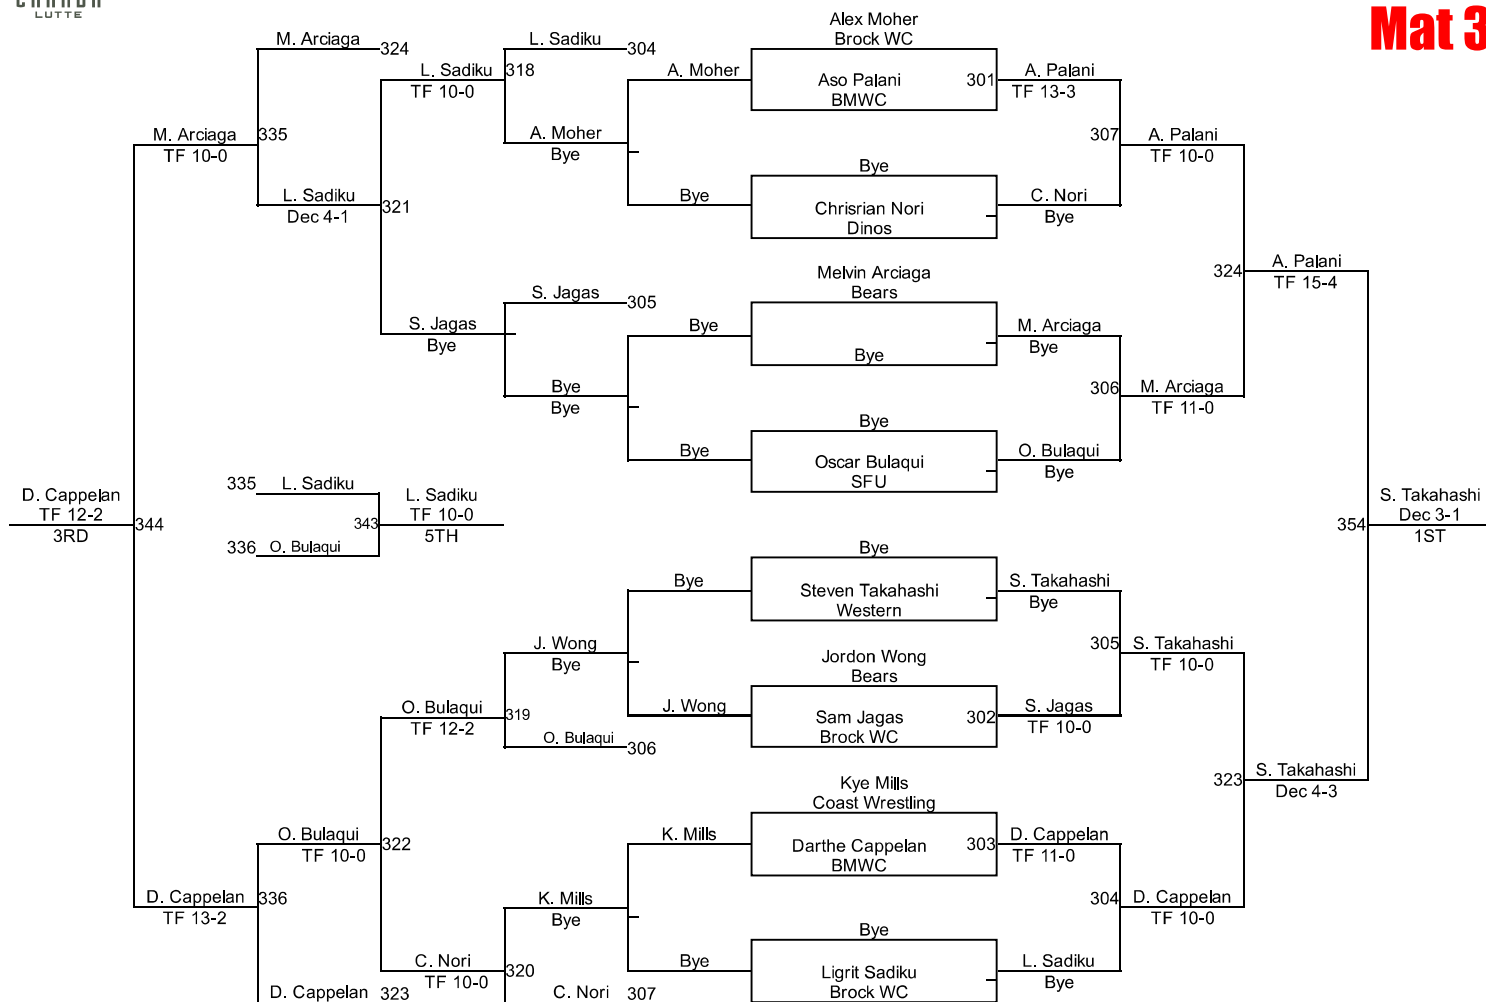 LUTTE
Mat 3
Alex Moher
Brock WC
M. Arciaga 324
L. Sadiku 304
L. Sadiku 318
TF 10-0
A. Moher
Aso Palani 301
BMWC
A. Palani
TF 13-3
M. Arciaga 335
TF 10-0
A. Moher
Bye
307
A. Palani
TF 10-0
Bye
L. Sadiku 321
Dec 4-1
Bye
Chrisrian Nori
Dinos
C. Nori
Bye
Melvin Arciaga
Bears
324
A. Palani
TF 15-4
S. Jagas 305
S. Jagas
Bye
Bye
Bye
M. Arciaga
Bye
Bye
Bye
306
M. Arciaga
TF 11-0
Bye
Bye
Oscar Bulaqui
SFU
O. Bulaqui
Bye
335 L. Sadiku
D. Cappelan
TF 12-2
3RD
344
343
L. Sadiku
TF 10-0
5TH
336 O. Bulaqui
354
S. Takahashi
Dec 3-1
1ST
Bye
Bye
Steven Takahashi
Western
S. Takahashi
Bye
J. Wong
Bye
Jordon Wong
Bears
305
S. Takahashi
TF 10-0
O. Bulaqui 319
TF 12-2
J. Wong
Sam Jagas 302
Brock WC
S. Jagas
TF 10-0
O. Bulaqui 306
Kye Mills
Coast Wrestling
323
S. Takahashi
Dec 4-3
O. Bulaqui 322
TF 10-0
K. Mills
Darthe Cappelan 303
BMWC
D. Cappelan
TF 11-0
D. Cappelan 336
TF 13-2
K. Mills
Bye
304
D. Cappelan
TF 10-0
Bye
C. Nori 320
TF 10-0
Bye
Ligrit Sadiku
Brock WC
L. Sadiku
Bye
D. Cappelan 323
C. Nori 307